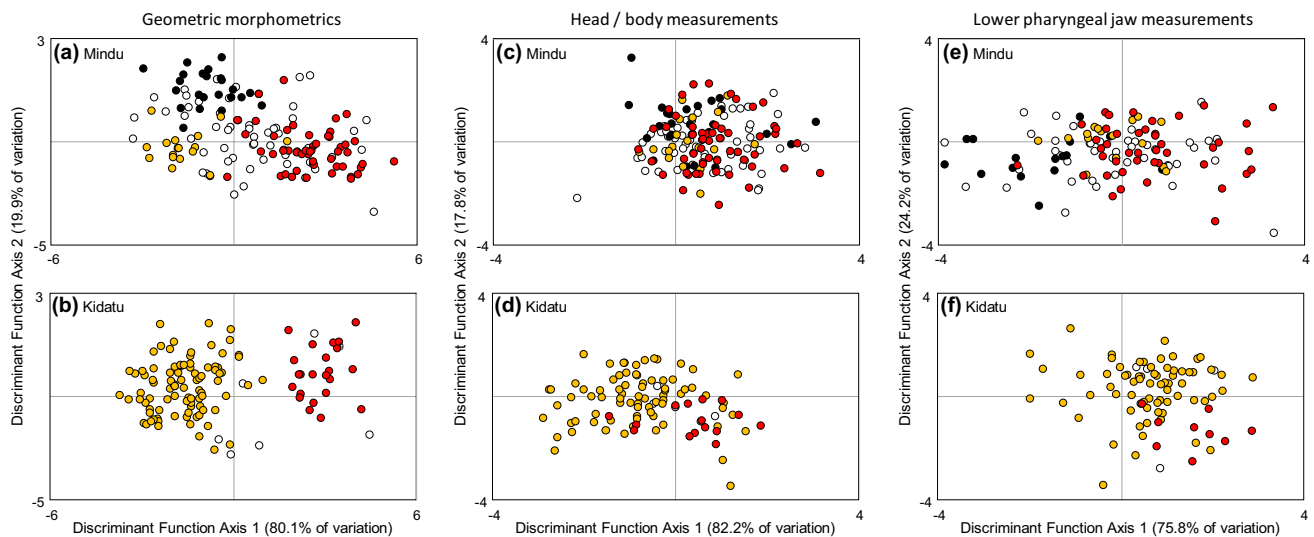 Geometric morphometrics
Head / body measurements
Lower pharyngeal jaw measurements
3
(a) Mindu
-5
-6
6
4
(c) Mindu
-4
-4
4
4
(e) Mindu
-4
-4
4
3
(b) Kidatu
-5
-6
6
4
(d) Kidatu
-4
-4
4
4
(f) Kidatu
-4
-4
4
Discriminant Function Axis 2 (19.9% of variation)
Discriminant Function Axis 2 (17.8% of variation)
Discriminant Function Axis 2 (24.2% of variation)
Discriminant Function Axis 1 (80.1% of variation)
Discriminant Function Axis 1 (82.2% of variation)
Discriminant Function Axis 1 (75.8% of variation)